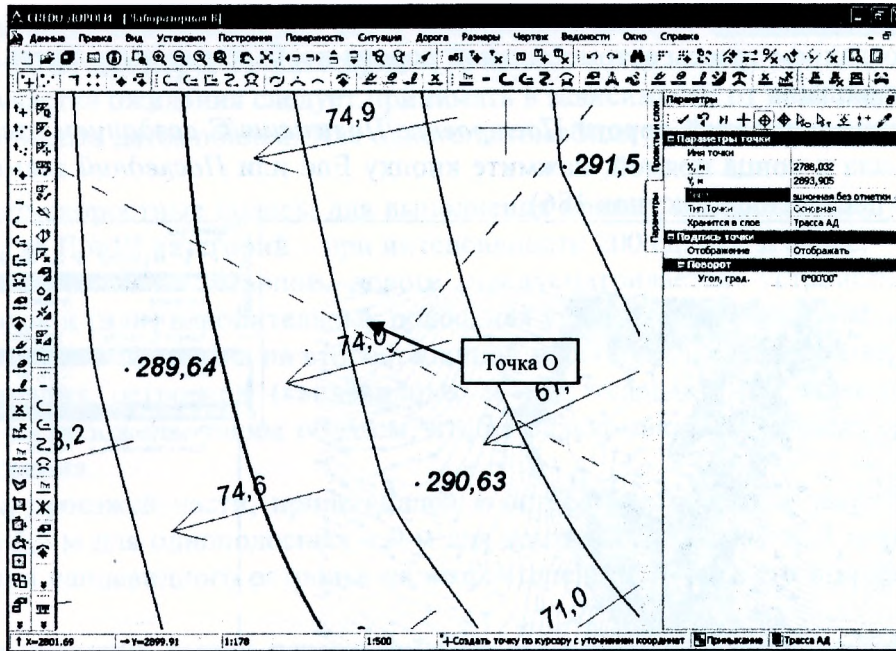 CREDO ДОРОГИ - [Лабораторная В]
Данные Правка Вид Установки Построения Поверхность Ситуация Дорога Размеры Чертеж Ведомости Окно Справка
Параметры
Параметры точки
Имя точки
X, м 2798,032
Y, м 2893,905
Тип точки Основная
Хранится в слое Трасса АД
Подпись точки
Отображение Отображать
Поворот
Угол, град. 0°00'00"
Параметры
74,9
291,5
74,0
Точка О
289,64
61,
3,2
74,6
290,63
71,0
X=2801.69 Y=2899.91 1:178 1:500 Создать точку по курсору с уточнением координат Примыкание Трасса АД